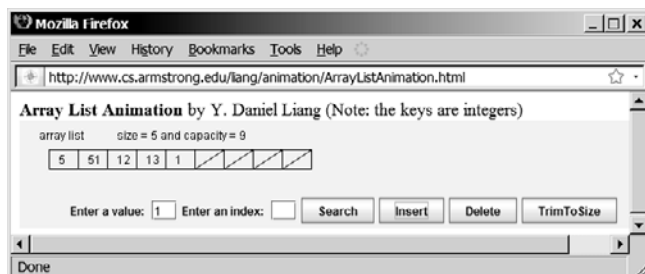 Mozilla Firefox
File Edit View History Bookmarks Tools Help
http://www.cs.armstrong.edu/liang/animation/ArrayListAnimation.html
Array List Animation by Y. Daniel Liang (Note: the keys are integers)
array list size = 5 and capacity = 9
5 51 12 13 1
Enter a value: 1 Enter an index: Search Insert Delete TrimToSize
Done